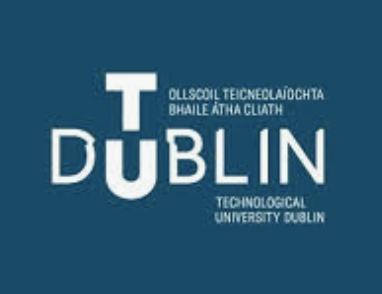 OLLSCOIL TEICNEOLAÍOCHTA
BHAILE ÁTHA CLIATH
TU
DUBLIN
TECHNOLOGICAL
UNIVERSITY DUBLIN